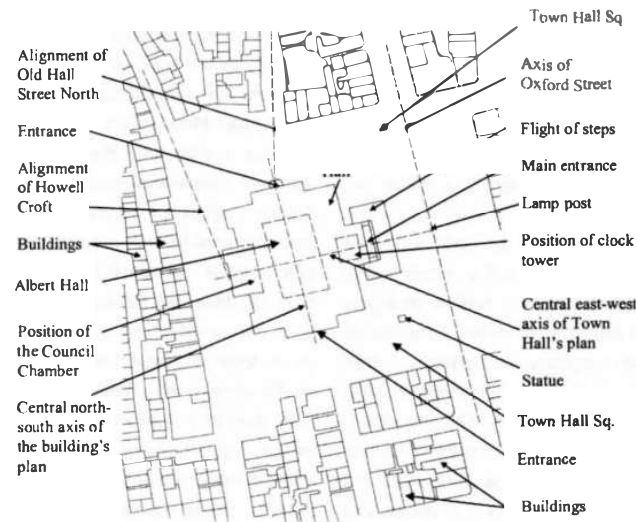 Town Hall Sq
Alignment of
Old Hall
Street North
Axis of
Oxford Street
Entrance
Flight of steps
Alignment
of Howell
Croft
Main entrance
Lamp post
Buildings
Position of clock
tower
Albert Hall
Central east-west
axis of Town
Hall's plan
Position of
the Council
Chamber
Statue
Town Hall Sq.
Central north-
south axis of
the building's
plan
Entrance
Buildings